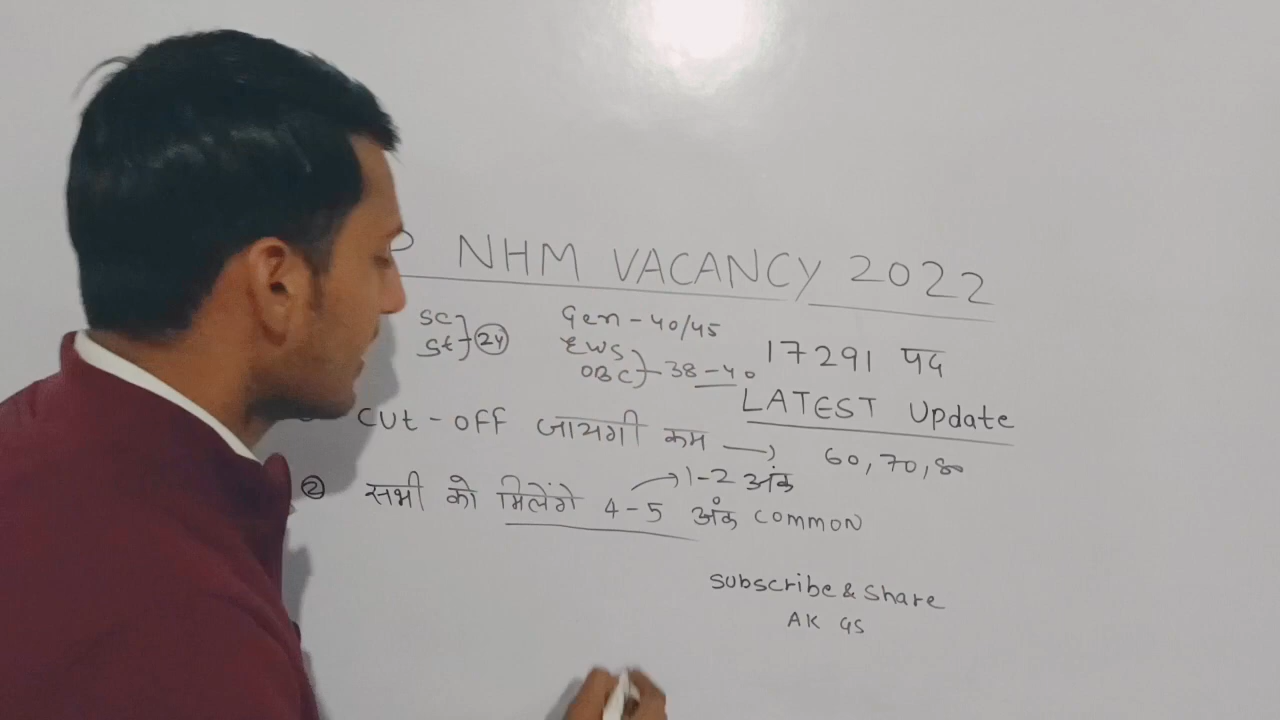 P NHM VACANCY 2022
SC
St } 24
Gen - 40/45
EWS
OBC } - 38 - 40
17291 पद
LATEST Update
CUt - OFF जायगी कम → 60, 70, 80
② सभी को मिलेंगे 4 - 5 अंक common
→ 1 - 2 अंक
Subscribe & Share
AK GS